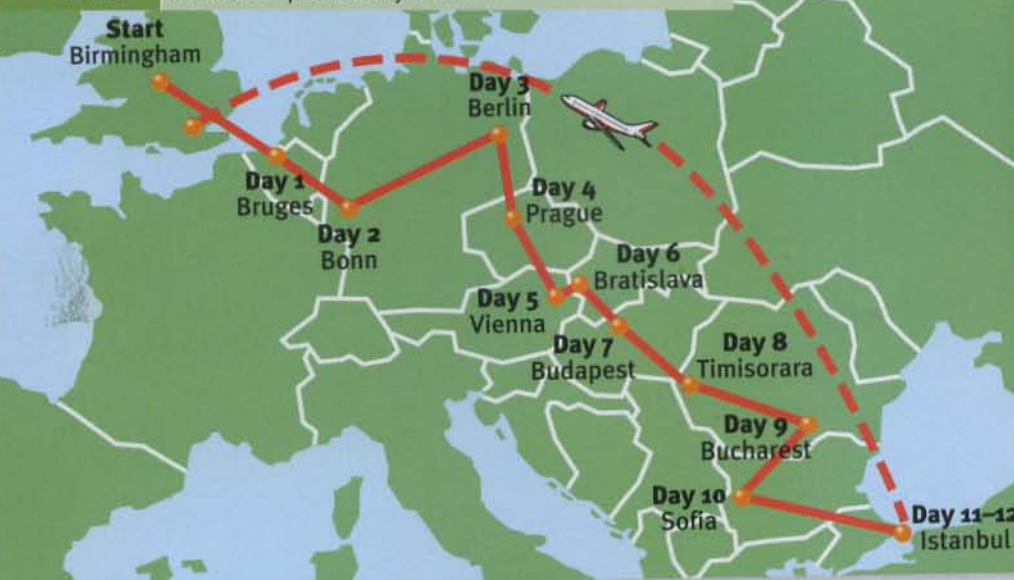 Start
Birmingham
Day 1
Bruges
Day 2
Bonn
Day 3
Berlin
Day 4
Prague
Day 5
Vienna
Day 6
Bratislava
Day 7
Budapest
Day 8
Timisorara
Day 9
Bucharest
Day 10
Sofia
Day 11–12
Istanbul